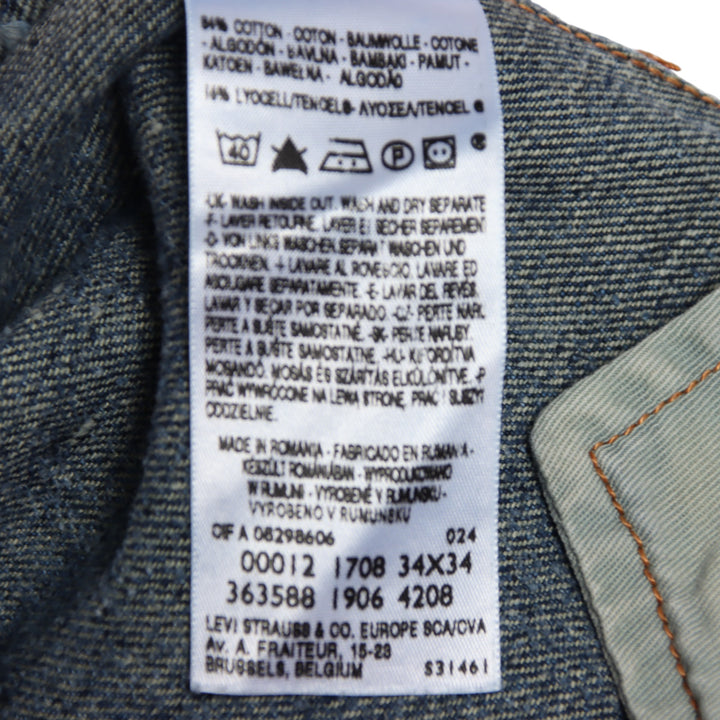 84% COTTON - COTON - BAUMWOLLE - COTONE
- ALGODÓN - BAVLNA - BAMBAKI - PAMUT -
KATOEN - BAWEŁNA - ALGODÃO
16% LYOCELL/TENCEL®- ΛΥΟΣΕΛ/TENCEL ®
40 P
-UK- WASH INSIDE OUT. WASH AND DRY SEPARATE
-F- LAVER RETOURNE, LAVER ET SECHER SEPAREMENT
-D- VON LINKS WASCHEN, SEPARAT WASCHEN UND
TROCKNEN. -I- LAVARE AL ROVESCIO. LAVARE ED
ASCIUGARE SEPARATAMENTE. -E- LAVAR DEL REVÉS.
LAVAR Y SECAR POR SEPARADO. -CZ- PERTE NARUBY.
PERTE A SUŠTE SAMOSTATNĚ. -SK- PERTE NARUBY.
PERTE A SUŠTE SAMOSTATNE. -HU- KIFORDÍTVA
MOSANDÓ. MOSÁS ÉS SZÁRÍTÁS ELKÜLÖNÍTVE. -P
PRAĆ WYWRÓCONE NA LEWĄ STRONĘ, PRAĆ I SUSZYĆ
ODDZIELNIE.
MADE IN ROMANIA - FABRICADO EN RUMANIA -
KÉSZÜLT ROMÁNIÁBAN - WYPRODUKOWANO
W RUMUNII - VYROBENÉ V RUMUNSKU -
VYROBENO V RUMUNSKU
CIF A 08298606 024
00012 1708 34X34
363588 1906 4208
LEVI STRAUSS & CO. EUROPE SCA/CVA
Av. A. FRAITEUR, 15-23
BRUSSELS, BELGIUM S31461